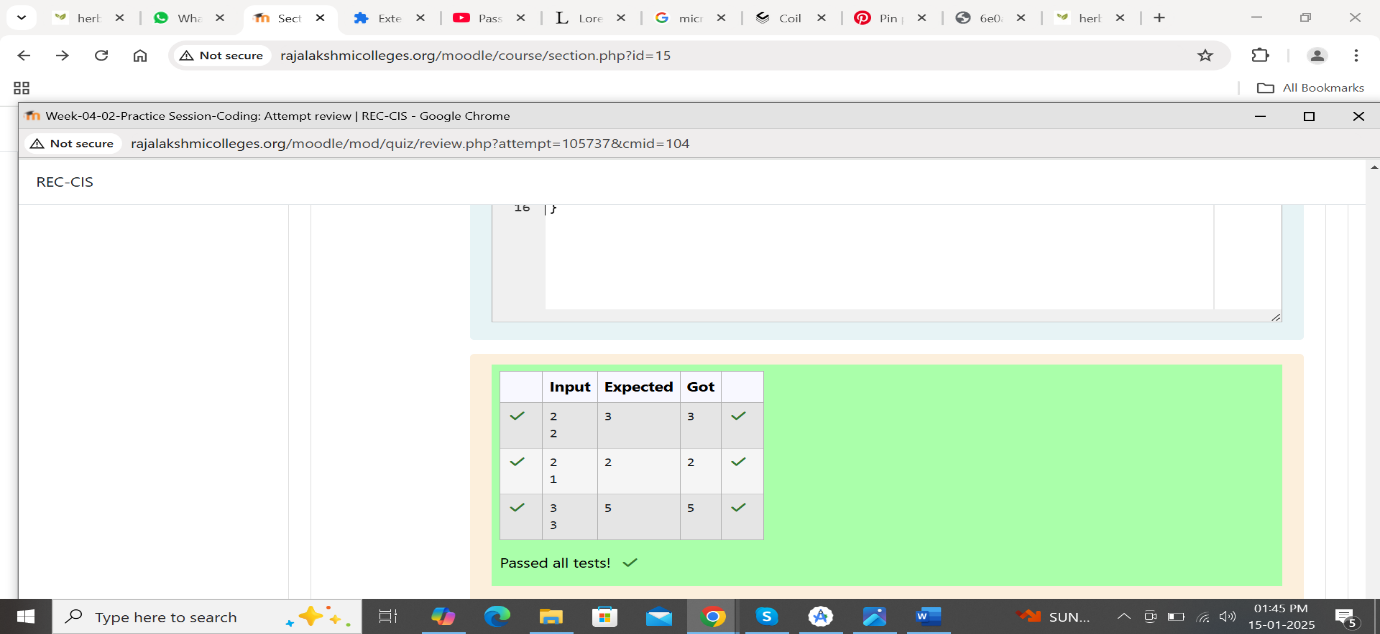 herl Wha Sect Exte Pass Lore micr Coil Pin 6e0. herl
Not secure rajalakshmicolleges.org/moodle/course/section.php?id=15
All Bookmarks
Week-04-02-Practice Session-Coding: Attempt review | REC-CIS - Google Chrome
Not secure rajalakshmicolleges.org/moodle/mod/quiz/review.php?attempt=105737&cmid=104
REC-CIS
16 }
Input Expected Got
2 3 3
2
2 2 2
1
3 5 5
3
Passed all tests!
Type here to search SUN... 01:45 PM
15-01-2025 5